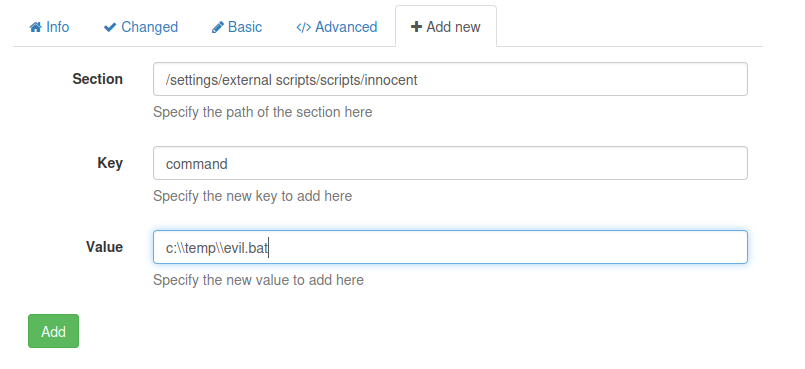 Info Changed Basic </> Advanced Add new
Section /settings/external scripts/scripts/innocent
Specify the path of the section here
Key command
Specify the new key to add here
Value c:\\temp\\evil.bat
Specify the new value to add here
Add